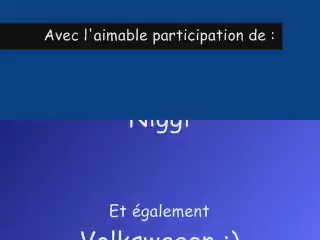 Avec l'aimable participation de :
Niggi
Et également
Volkswagen :)